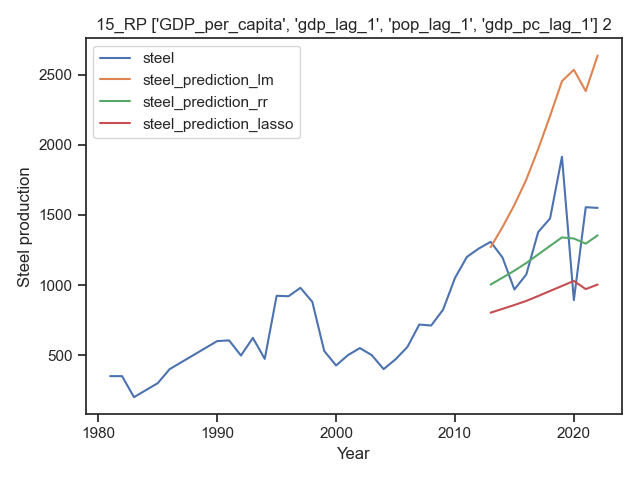 15_RP ['GDP_per_capita', 'gdp_lag_1', 'pop_lag_1', 'gdp_pc_lag_1'] 2
steel
steel_prediction_lm
steel_prediction_rr
steel_prediction_lasso
2500
2000
1500
1000
500
Steel production
1980
1990
2000
2010
2020
Year